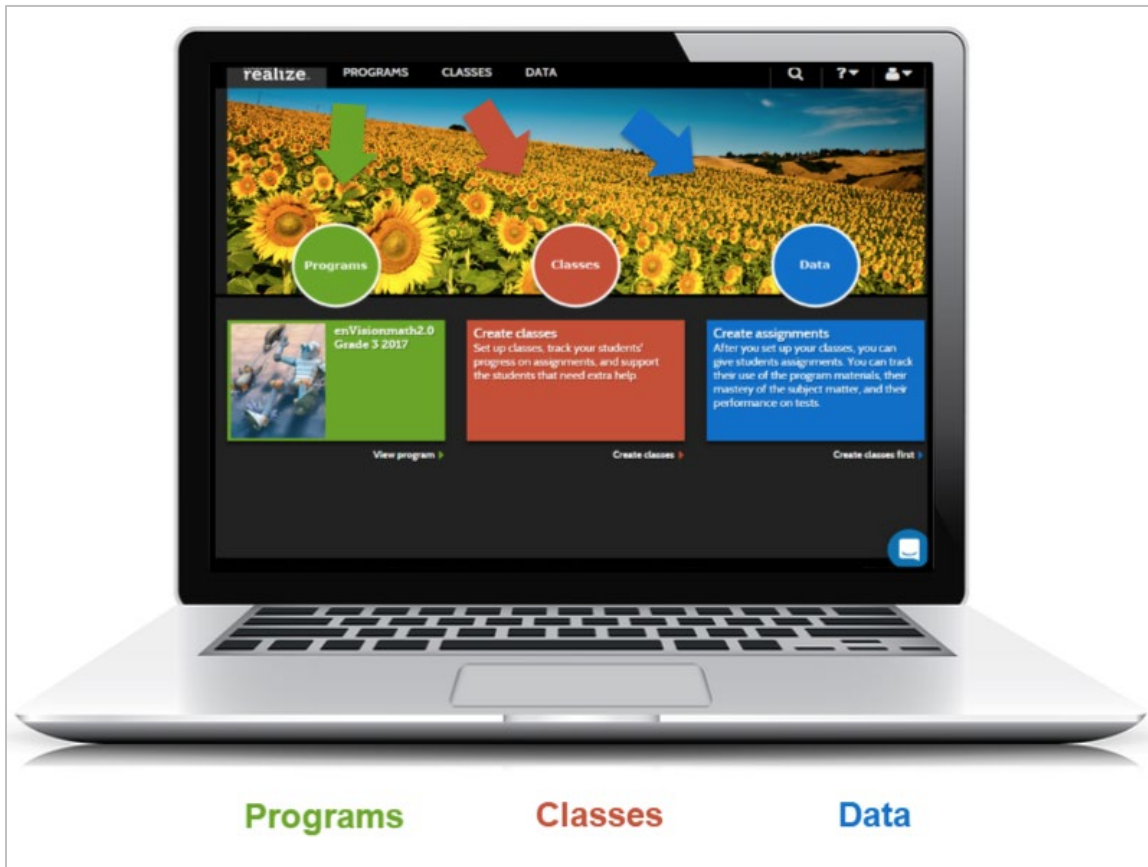 realize.
PROGRAMS
CLASSES
DATA
?
Programs
Classes
Data
enVisionmath2.0
Grade 3 2017
View program
Create classes
Set up classes, track your students'
progress on assignments, and support
the students that need extra help.
Create classes
Create assignments
After you set up your classes, you can
give students assignments. You can track
their use of the program materials, their
mastery of the subject matter, and their
performance on tests.
Create classes first
Programs
Classes
Data